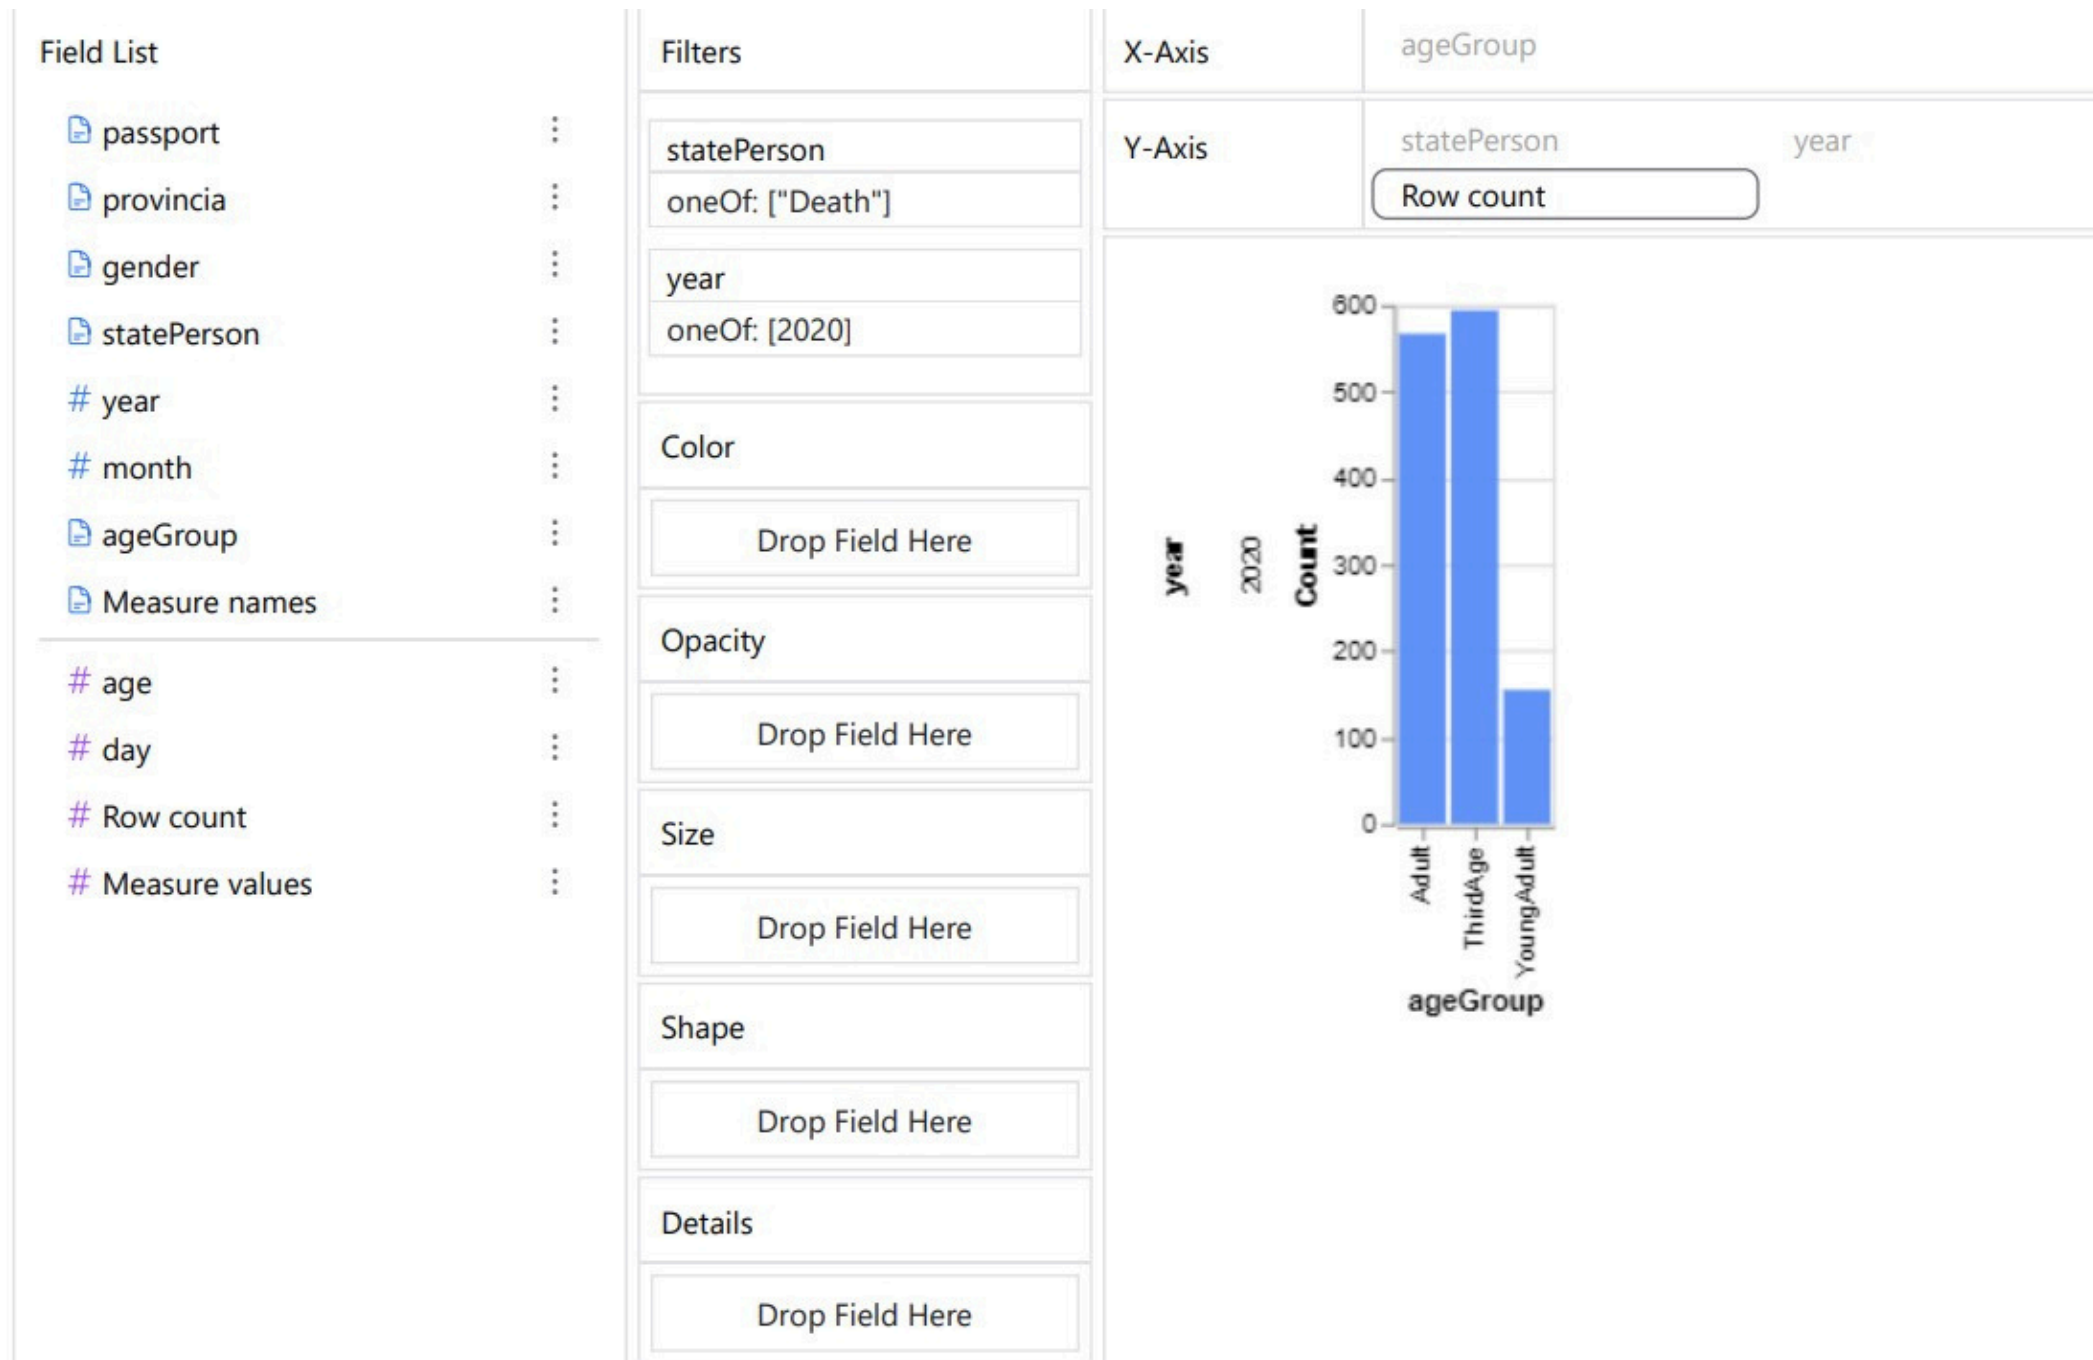 Field List
passport
provincia
gender
statePerson
# year
# month
ageGroup
Measure names
# age
# day
# Row count
# Measure values
Filters
statePerson
oneOf: ["Death"]
year
oneOf: [2020]
Color
Drop Field Here
Opacity
Drop Field Here
Size
Drop Field Here
Shape
Drop Field Here
Details
Drop Field Here
X-Axis
ageGroup
Y-Axis
statePerson year
Row count
year
2020
Count
600
500
400
300
200
100
0
Adult
ThirdAge
YoungAdult
ageGroup